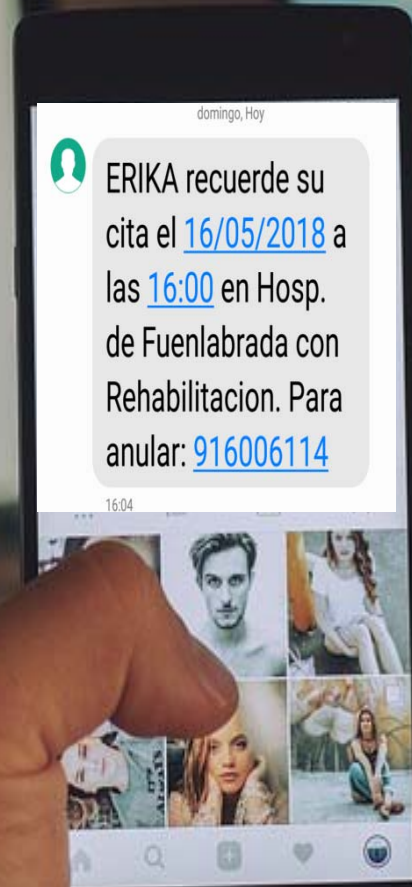 domingo, Hoy
ERIKA recuerde su
cita el 16/05/2018 a
las 16:00 en Hosp.
de Fuenlabrada con
Rehabilitacion. Para
anular: 916006114
16:04